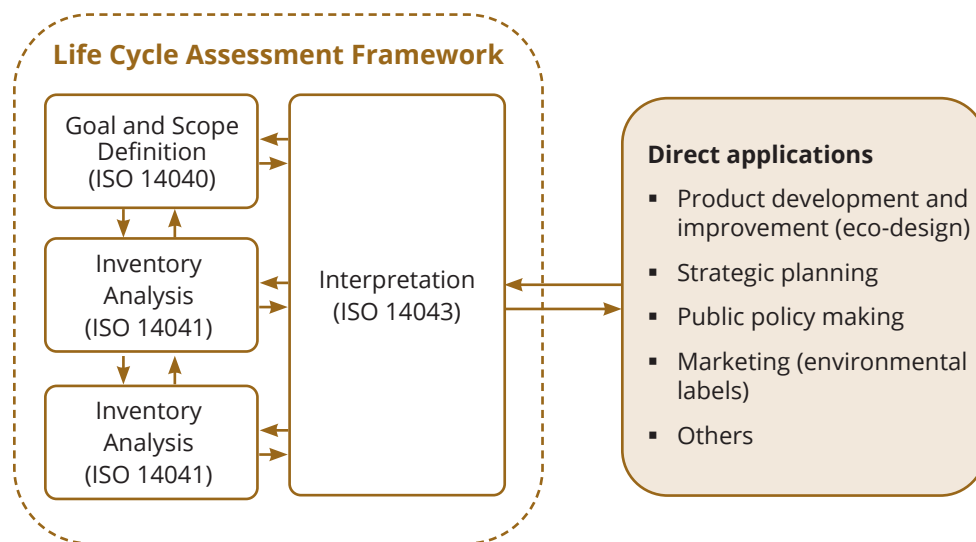 Life Cycle Assessment Framework
Goal and Scope
Definition
(ISO 14040)
Inventory
Analysis
(ISO 14041)
Inventory
Analysis
(ISO 14041)
Interpretation
(ISO 14043)
Direct applications
▪ Product development and
improvement (eco-design)
▪ Strategic planning
▪ Public policy making
▪ Marketing (environmental
labels)
▪ Others